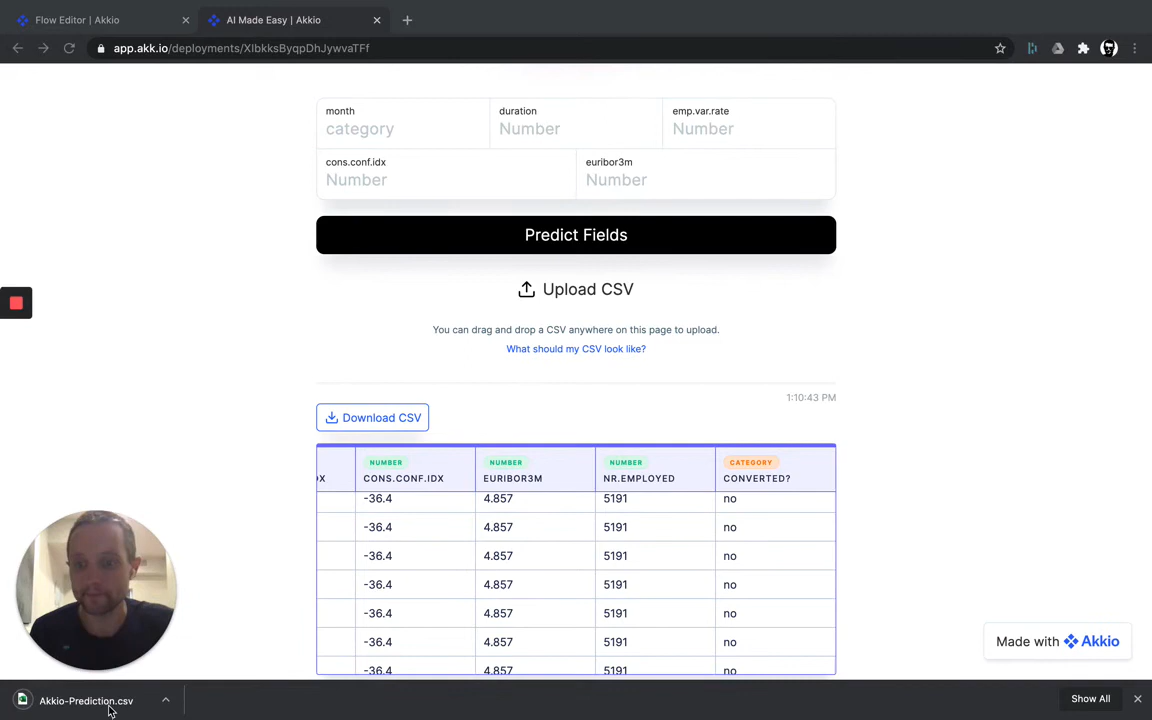 Flow Editor | Akkio
AI Made Easy | Akkio
app.akk.io/deployments/XIbkksByqpDhJywvaTFf
month
duration
emp.var.rate
category
Number
Number
cons.conf.idx
euribor3m
Number
Number
Predict Fields
Upload CSV
You can drag and drop a CSV anywhere on this page to upload.
What should my CSV look like?
1:10:43 PM
Download CSV
NUMBER NUMBER NUMBER CATEGORY
DX CONS.CONF.IDX EURIBOR3M NR.EMPLOYED CONVERTED?
-36.4 4.857 5191 no
-36.4 4.857 5191 no
-36.4 4.857 5191 no
-36.4 4.857 5191 no
-36.4 4.857 5191 no
-36.4 4.857 5191 no
-36.4 4.857 5191 no
Made with Akkio
Akkio-Prediction.csv
Show All